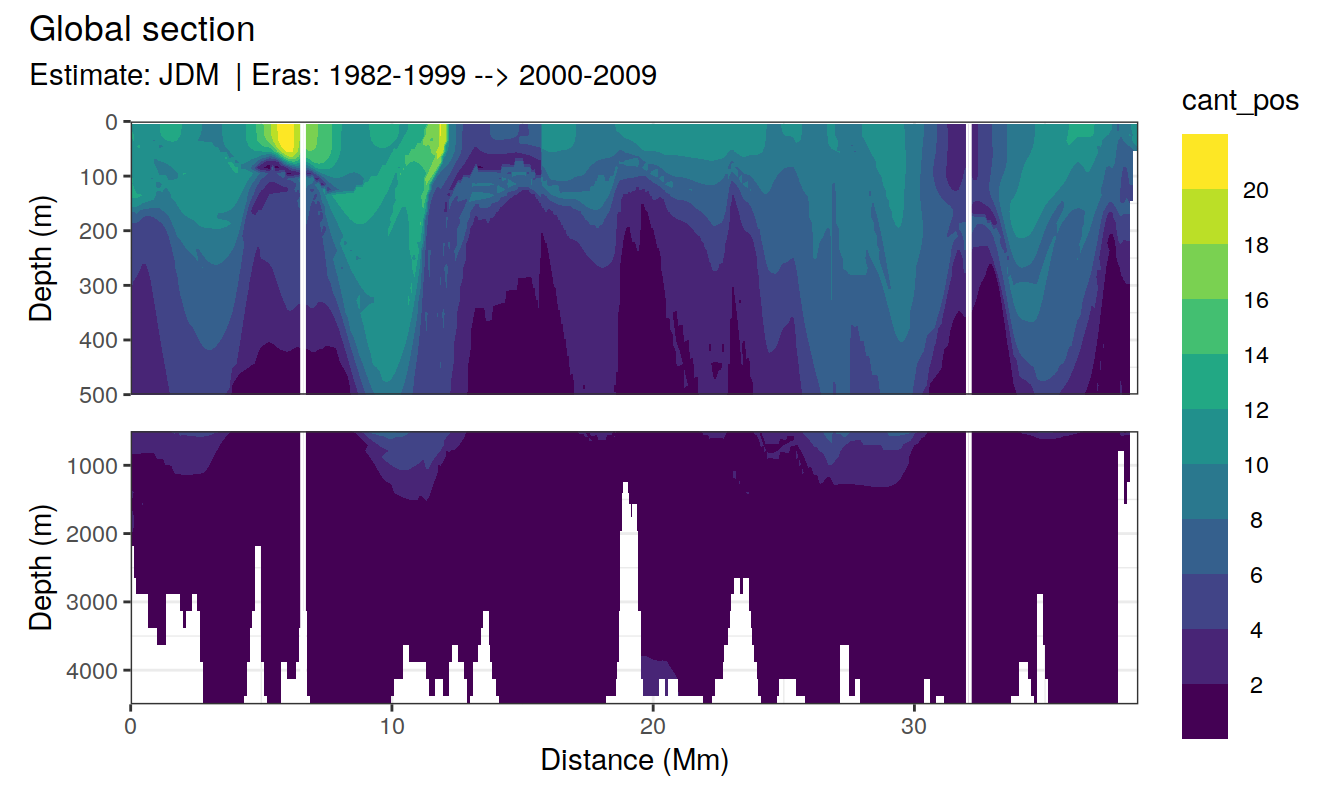 Global section
Estimate: JDM | Eras: 1982-1999 --> 2000-2009
cant_pos
20
18
16
14
12
10
8
6
4
2
Depth (m)
0
100
200
300
400
500
Depth (m)
1000
2000
3000
4000
0 10 20 30
Distance (Mm)